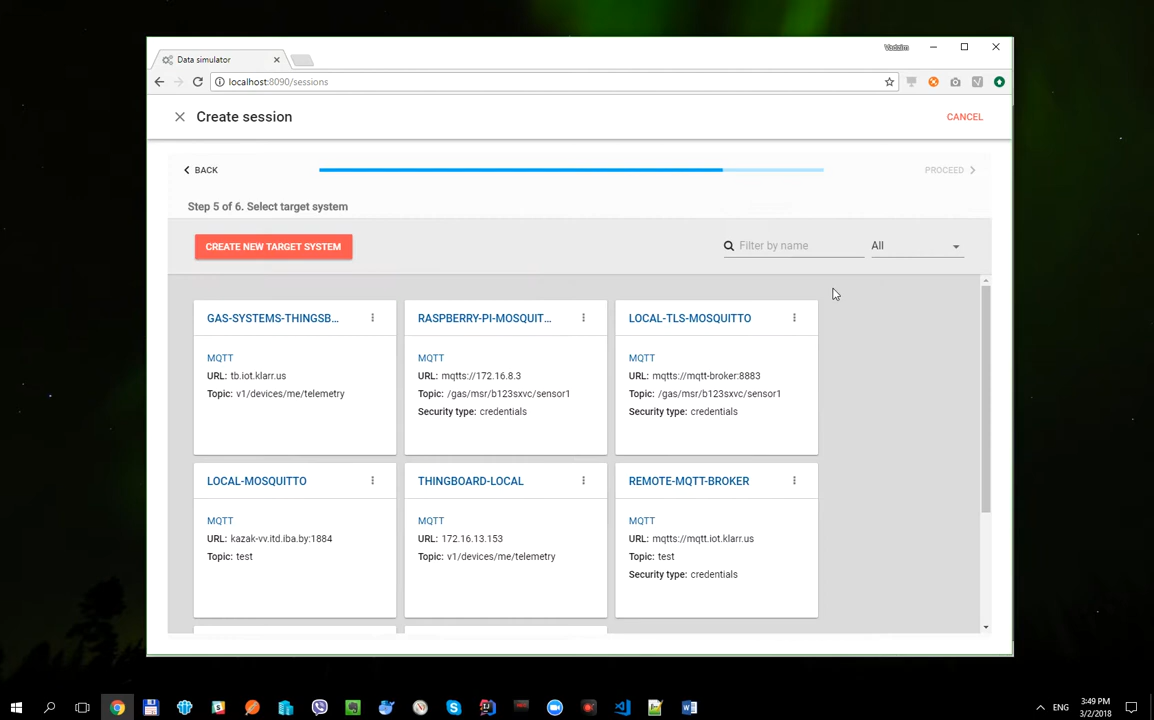 Vadzim
Data simulator
localhost:8090/sessions
Create session
CANCEL
BACK
PROCEED
Step 5 of 6. Select target system
CREATE NEW TARGET SYSTEM
Filter by name
All
GAS-SYSTEMS-THINGSB...
MQTT
URL: tb.iot.klarr.us
Topic: v1/devices/me/telemetry
RASPBERRY-PI-MOSQUIT...
MQTT
URL: mqtts://172.16.8.3
Topic: /gas/msr/b123sxvc/sensor1
Security type: credentials
LOCAL-TLS-MOSQUITTO
MQTT
URL: mqtts://mqtt-broker:8883
Topic: /gas/msr/b123sxvc/sensor1
Security type: credentials
LOCAL-MOSQUITTO
MQTT
URL: kazak-vv.itd.iba.by:1884
Topic: test
THINGBOARD-LOCAL
MQTT
URL: 172.16.13.153
Topic: v1/devices/me/telemetry
REMOTE-MQTT-BROKER
MQTT
URL: mqtts://mqtt.iot.klarr.us
Topic: test
Security type: credentials
ENG
3:49 PM
3/2/2018